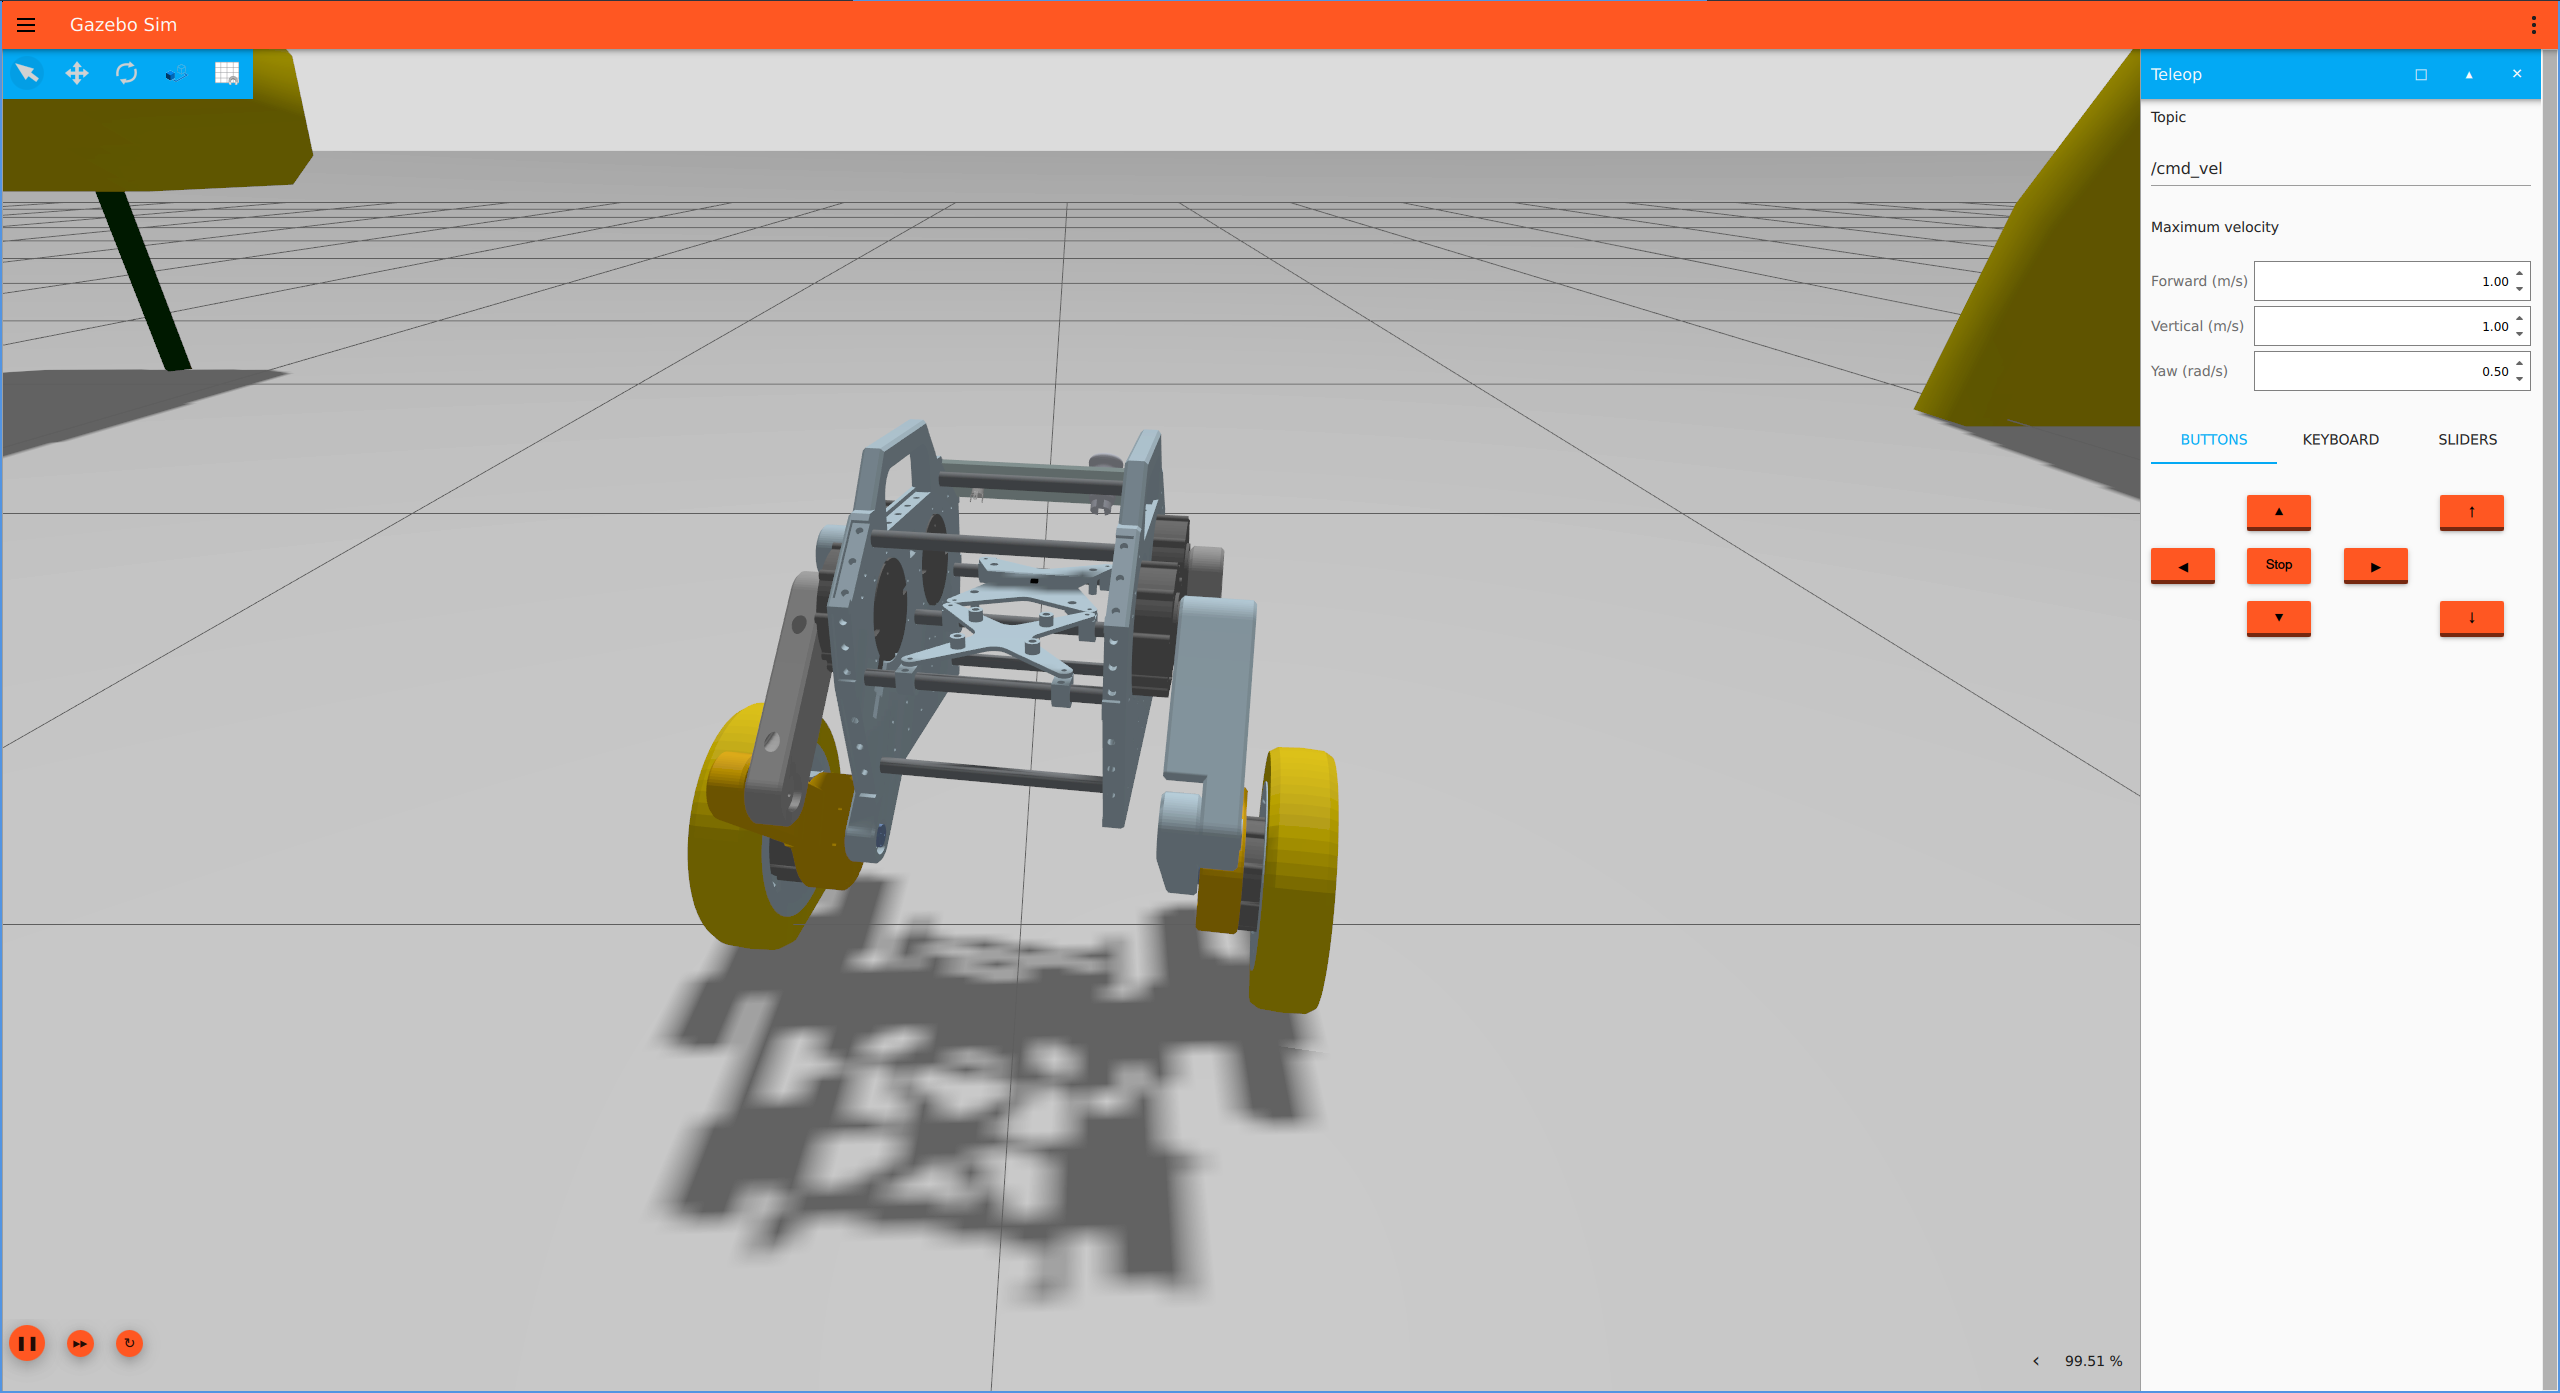 Gazebo Sim
Teleop
Topic
/cmd_vel
Maximum velocity
Forward (m/s) 1.00
Vertical (m/s) 1.00
Yaw (rad/s) 0.50
BUTTONS KEYBOARD SLIDERS
Stop
99.51 %